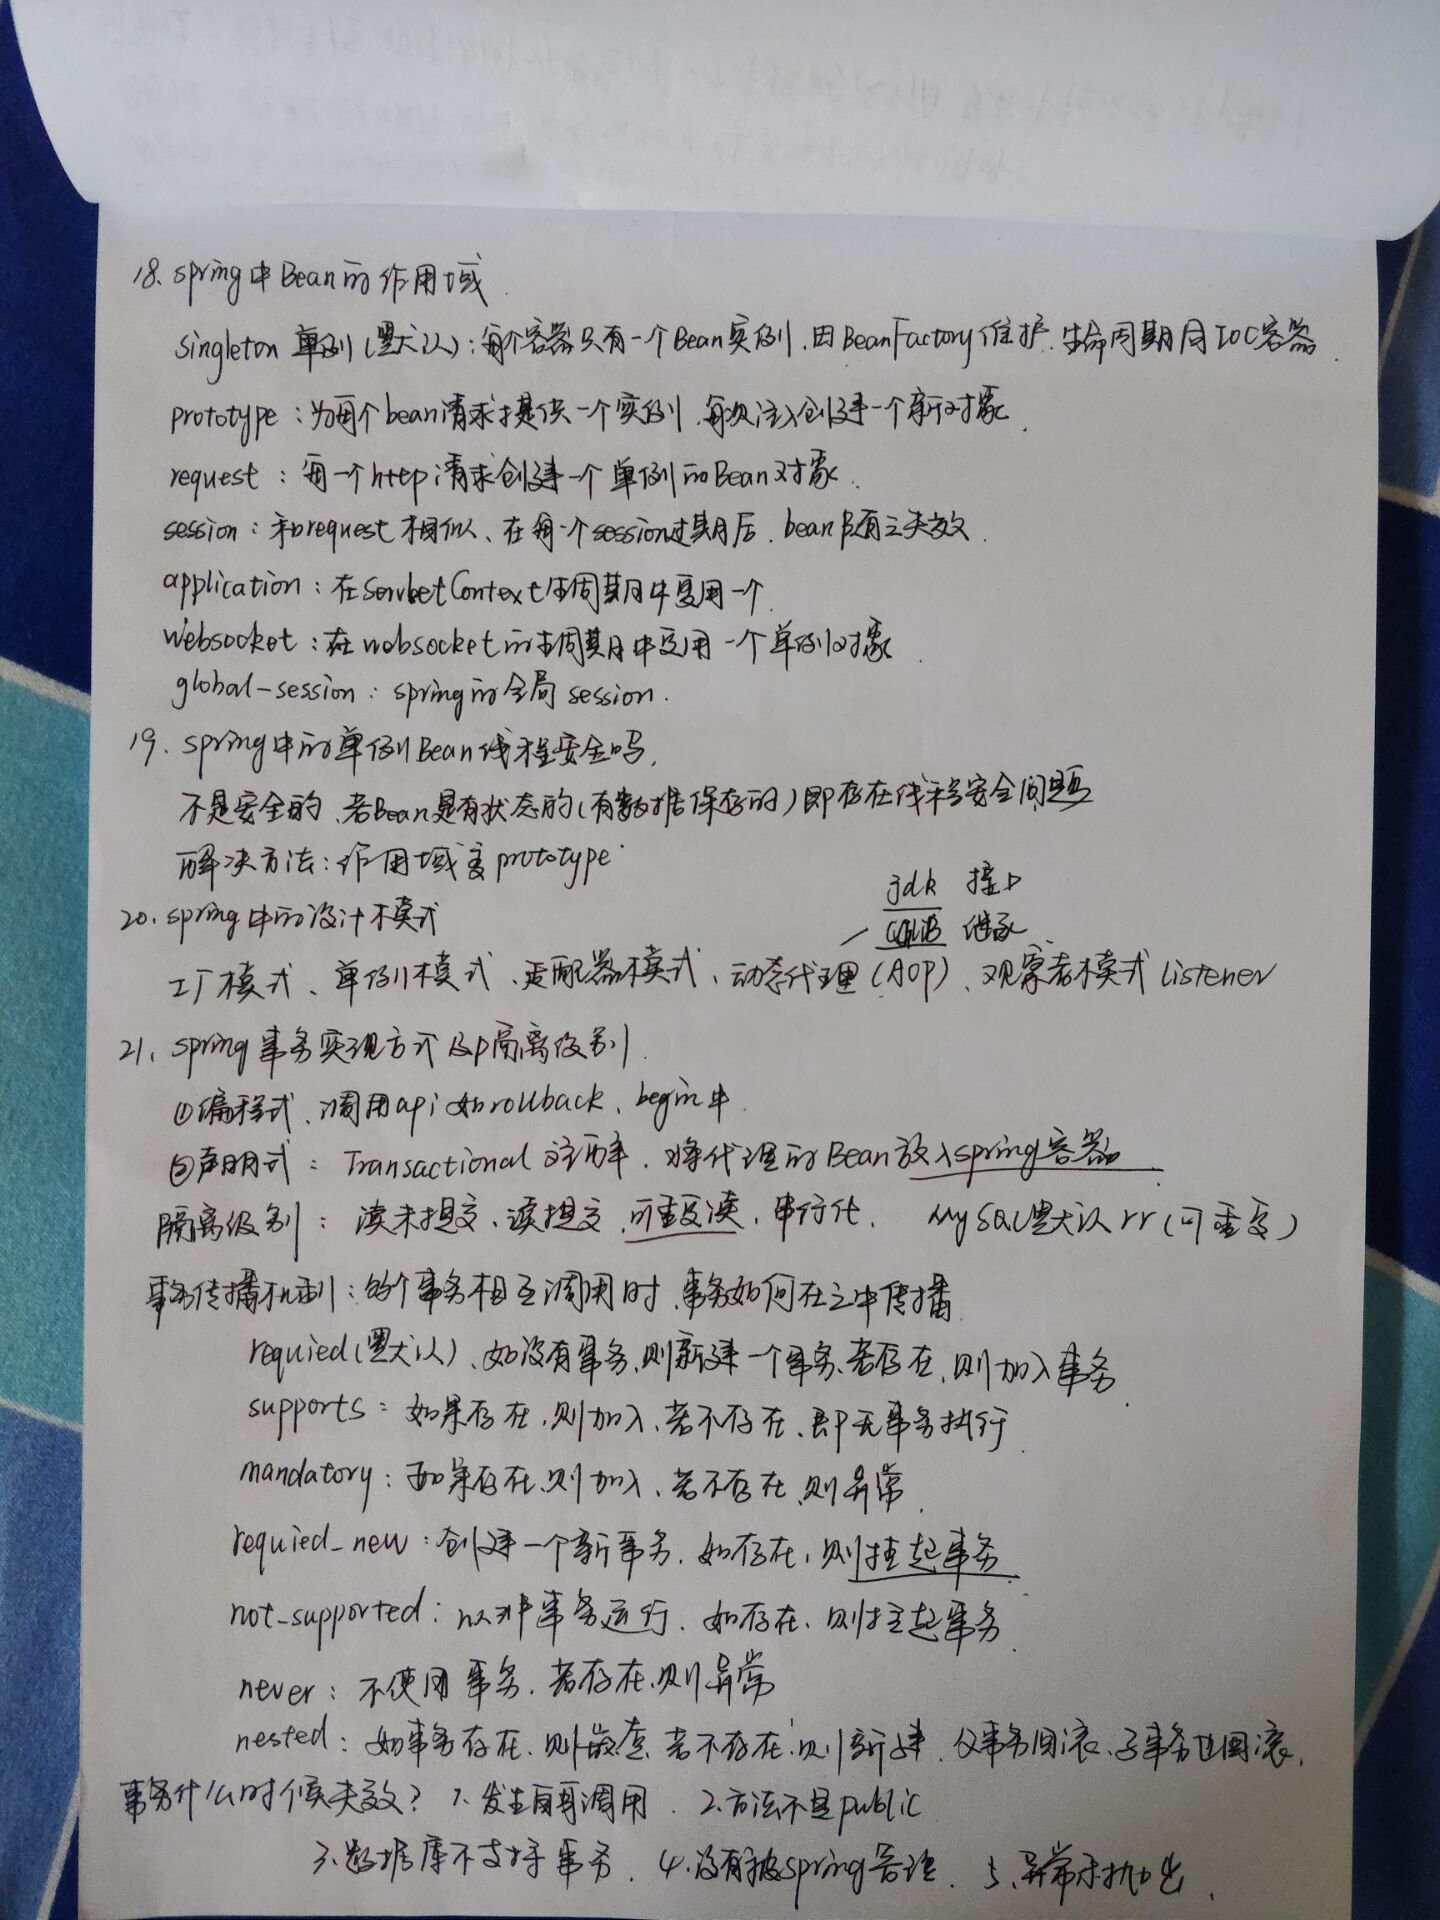 18. spring中Bean的作用域
singleton 单例(默认): 每个容器只有一个Bean实例, 由BeanFactory维护. 生命周期同IOC容器
prototype: 为每个bean请求提供一个实例, 每次注入创建一个新对象.
request: 每一个http请求创建一个单例的Bean对象.
session: 和request相似、在每个session过期后. bean随之失效.
application: 在ServletContext生周期中复用一个.
websocket: 在websocket的生周期中复用一个单例对象.
global-session: spring的全局session.
19. spring中的单例Bean线程安全吗.
不是安全的, 若Bean是有状态的(有数据保存的)即存在线程安全问题
解决方法: 作用域变prototype
jdk 接口
20. spring中的设计模式
CGLIB 继承
工厂模式、单例模式、适配器模式、动态代理(AOP)、观察者模式 Listener
21. spring事务实现方式及隔离级别.
①编程式、调用api如rollback、begin中.
②声明式: Transactional注解. 将代理的Bean放入spring容器
隔离级别: 读未提交、读提交、可重复读、串行化. MySQL默认rr(可重复)
事务传播机制: 多个事务相互调用时. 事务如何在之中传播.
requied(默认)、如没有事务, 则新建一个事务、若存在, 则加入事务.
supports: 如果存在, 则加入、若不存在、即无事务执行
mandatory: 如果存在, 则加入、若不存在, 则异常.
requied_new: 创建一个新事务. 如存在, 则挂起事务
not_supported: 以非事务运行. 如存在, 则挂起事务.
never: 不使用事务. 若存在, 则异常
nested: 如事务存在. 则嵌套 若不存在, 则新建. 父事务回滚、子事务也回滚.
事务什么时候失效? 1. 发生自调用. 2. 方法不是public.
3. 数据库不支持事务. 4. 没有被spring管理. 5、异常未抛出.